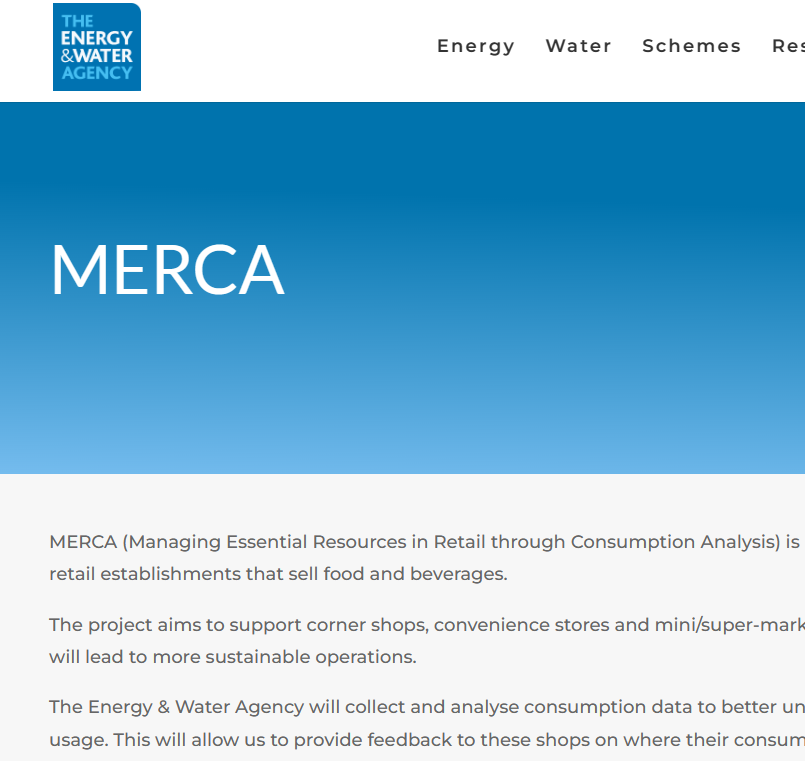 THE
ENERGY
&WATER
AGENCY
Energy Water Schemes
MERCA
MERCA (Managing Essential Resources in Retail through Consumption Analysis) is
retail establishments that sell food and beverages.
The project aims to support corner shops, convenience stores and mini/super-mark
will lead to more sustainable operations.
The Energy & Water Agency will collect and analyse consumption data to better un
usage. This will allow us to provide feedback to these shops on where their consum